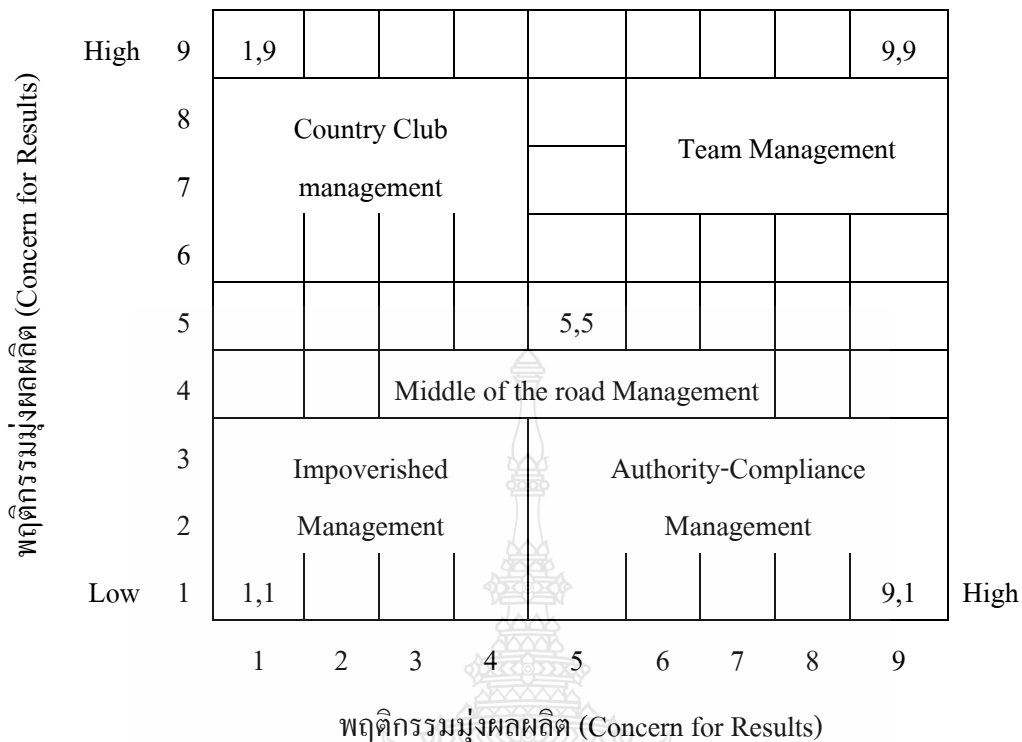 พฤติกรรมมุ่งผลผลิต (Concern for Results)
High 9 1,9 9,9
8 Country Club
Team Management
7 management
6
5 5,5
4 Middle of the road Management
3 Impoverished Authority-Compliance
2 Management Management
Low 1 1,1 9,1 High
1 2 3 4 5 6 7 8 9
พฤติกรรมมุ่งผลผลิต (Concern for Results)